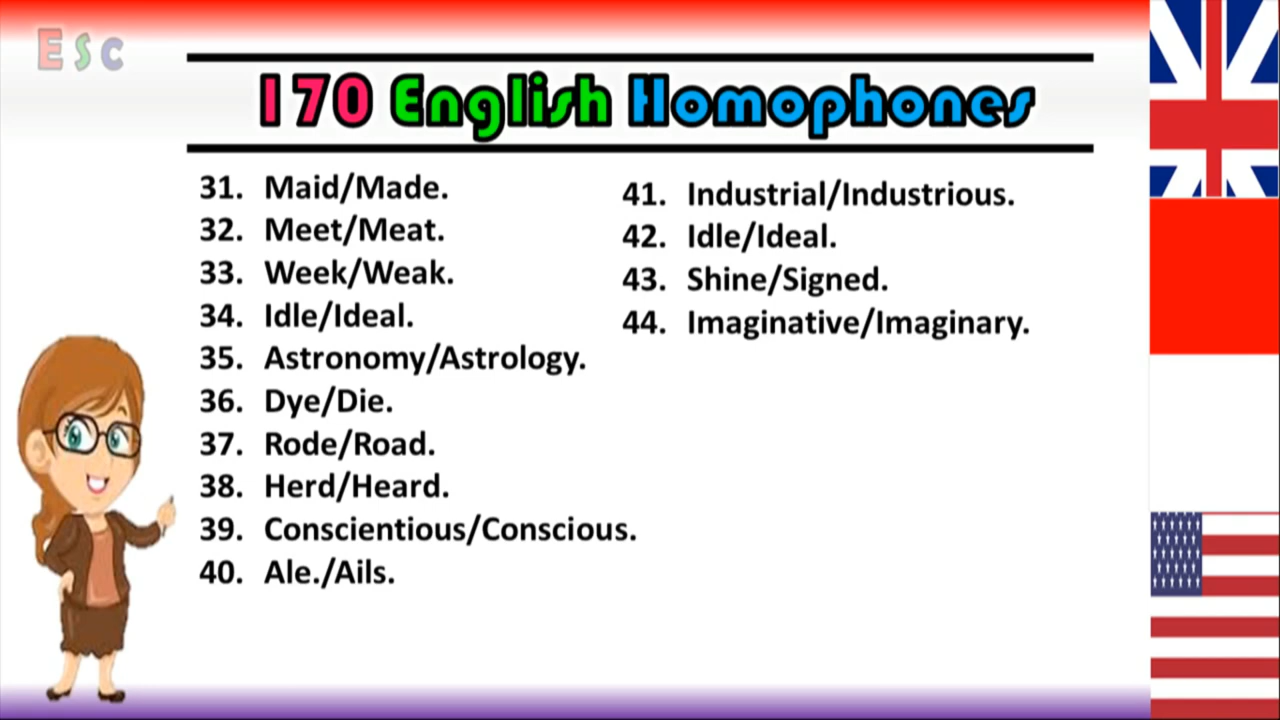 Esc
170 English Homophones
31. Maid/Made.
32. Meet/Meat.
33. Week/Weak.
34. Idle/Ideal.
35. Astronomy/Astrology.
36. Dye/Die.
37. Rode/Road.
38. Herd/Heard.
39. Conscientious/Conscious.
40. Ale./Ails.
41. Industrial/Industrious.
42. Idle/Ideal.
43. Shine/Signed.
44. Imaginative/Imaginary.